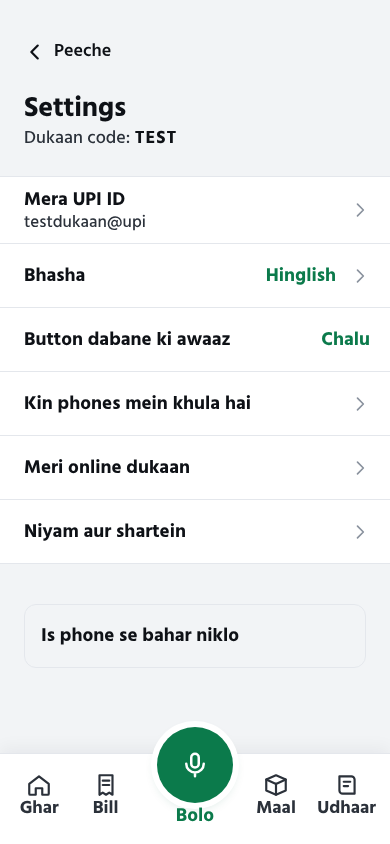 Peeche
Settings
Dukaan code: TEST
Mera UPI ID
testdukaan@upi
Bhasha Hinglish
Button dabane ki awaaz Chalu
Kin phones mein khula hai
Meri online dukaan
Niyam aur shartein
Is phone se bahar niklo
Ghar Bill Bolo Maal Udhaar